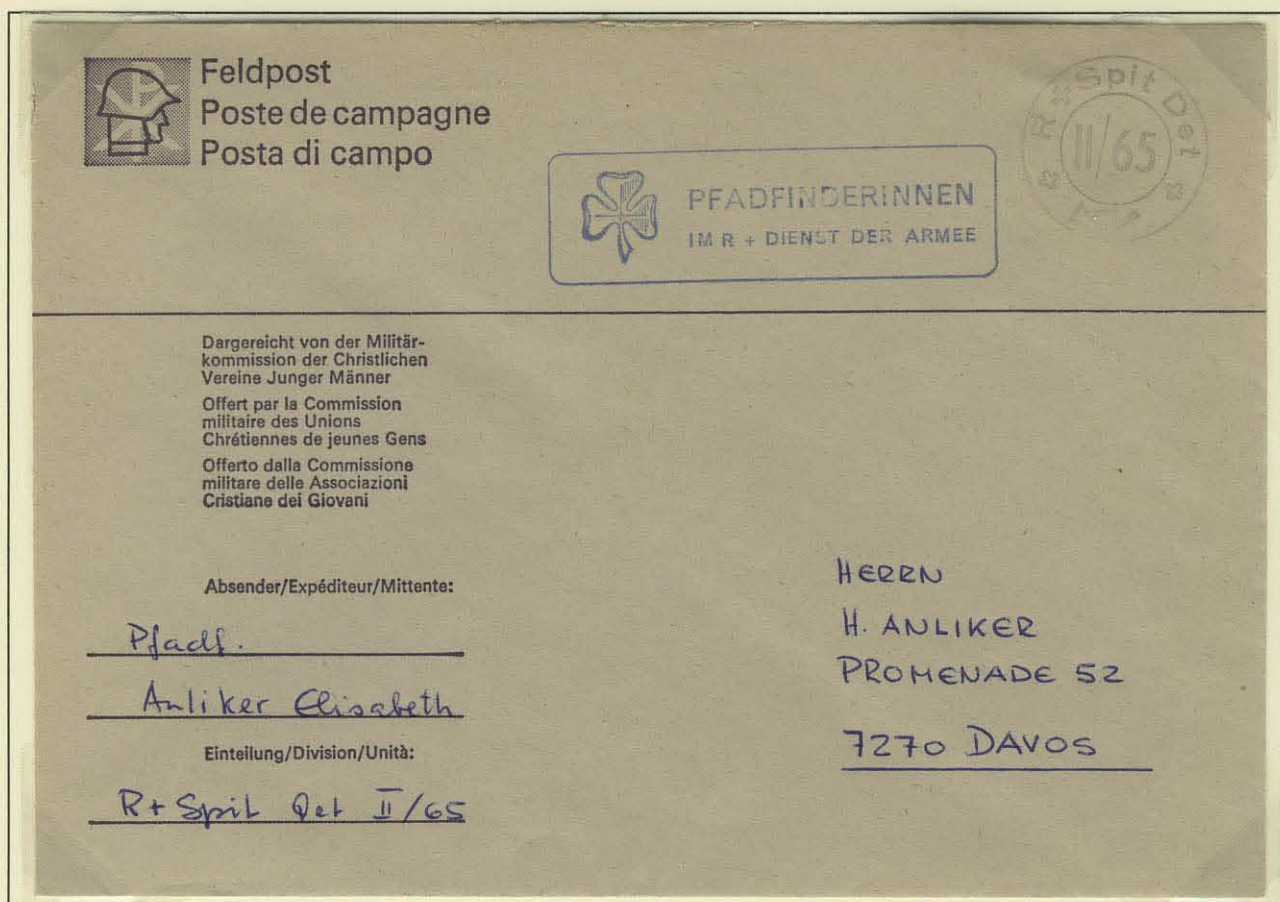 Feldpost
Poste de campagne
Posta di campo
PFADFINDERINNEN
IM R + DIENST DER ARMEE
R + Spit Det
II/65
Dargereicht von der Militär-
kommission der Christlichen
Vereine Junger Männer
Offert par la Commission
militaire des Unions
Chrétiennes de jeunes Gens
Offerto dalla Commissione
militare delle Associazioni
Cristiane dei Giovani
Absender/Expéditeur/Mittente:
Pfadf.
Anliker Elisabeth
Einteilung/Division/Unità:
R+ Spit Det II/65
HERRN
H. ANLIKER
PROMENADE 52
7270 DAVOS